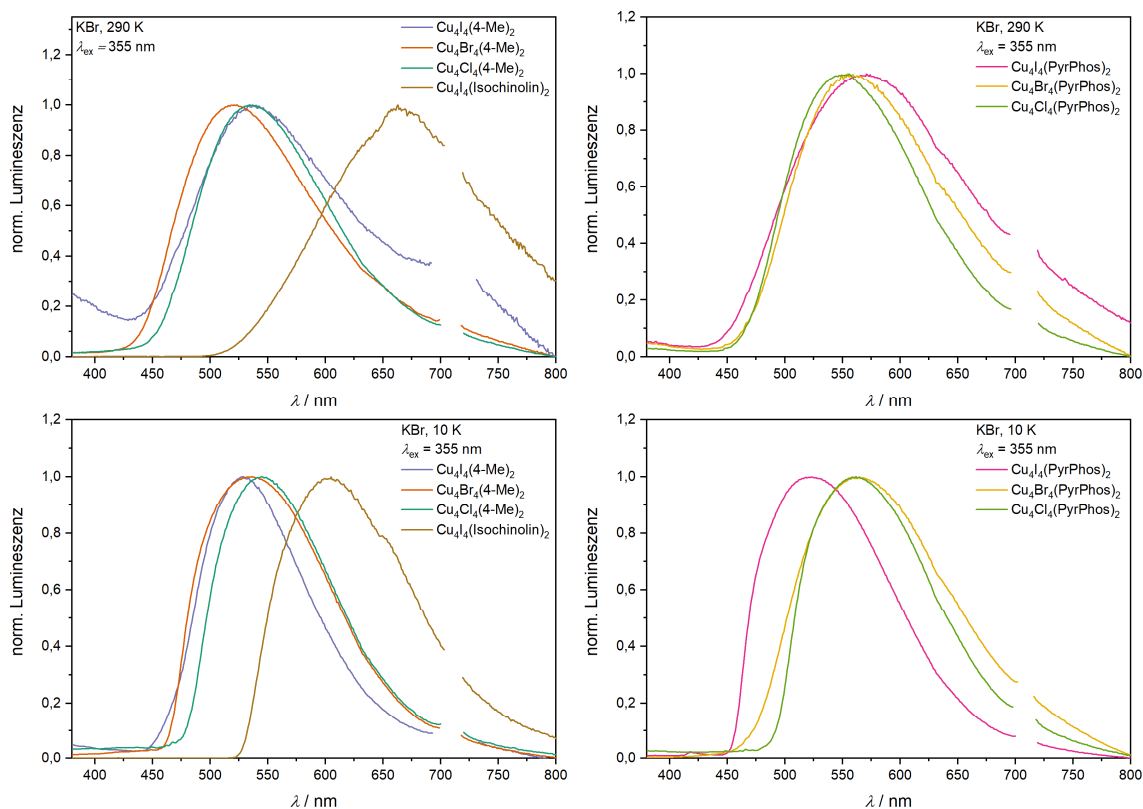 KBr, 290 K
λex = 355 nm
Cu4I4(4-Me)2
Cu4Br4(4-Me)2
Cu4Cl4(4-Me)2
Cu4I4(Isochinolin)2
norm. Lumineszenz
1,2
1,0
0,8
0,6
0,4
0,2
0,0
400 450 500 550 600 650 700 750 800
λ / nm
KBr, 290 K
λex = 355 nm
Cu4I4(PyrPhos)2
Cu4Br4(PyrPhos)2
Cu4Cl4(PyrPhos)2
norm. Lumineszenz
1,2
1,0
0,8
0,6
0,4
0,2
0,0
400 450 500 550 600 650 700 750 800
λ / nm
KBr, 10 K
λex = 355 nm
Cu4I4(4-Me)2
Cu4Br4(4-Me)2
Cu4Cl4(4-Me)2
Cu4I4(Isochinolin)2
norm. Lumineszenz
1,2
1,0
0,8
0,6
0,4
0,2
0,0
400 450 500 550 600 650 700 750 800
λ / nm
KBr, 10 K
λex = 355 nm
Cu4I4(PyrPhos)2
Cu4Br4(PyrPhos)2
Cu4Cl4(PyrPhos)2
norm. Lumineszenz
1,2
1,0
0,8
0,6
0,4
0,2
0,0
400 450 500 550 600 650 700 750 800
λ / nm